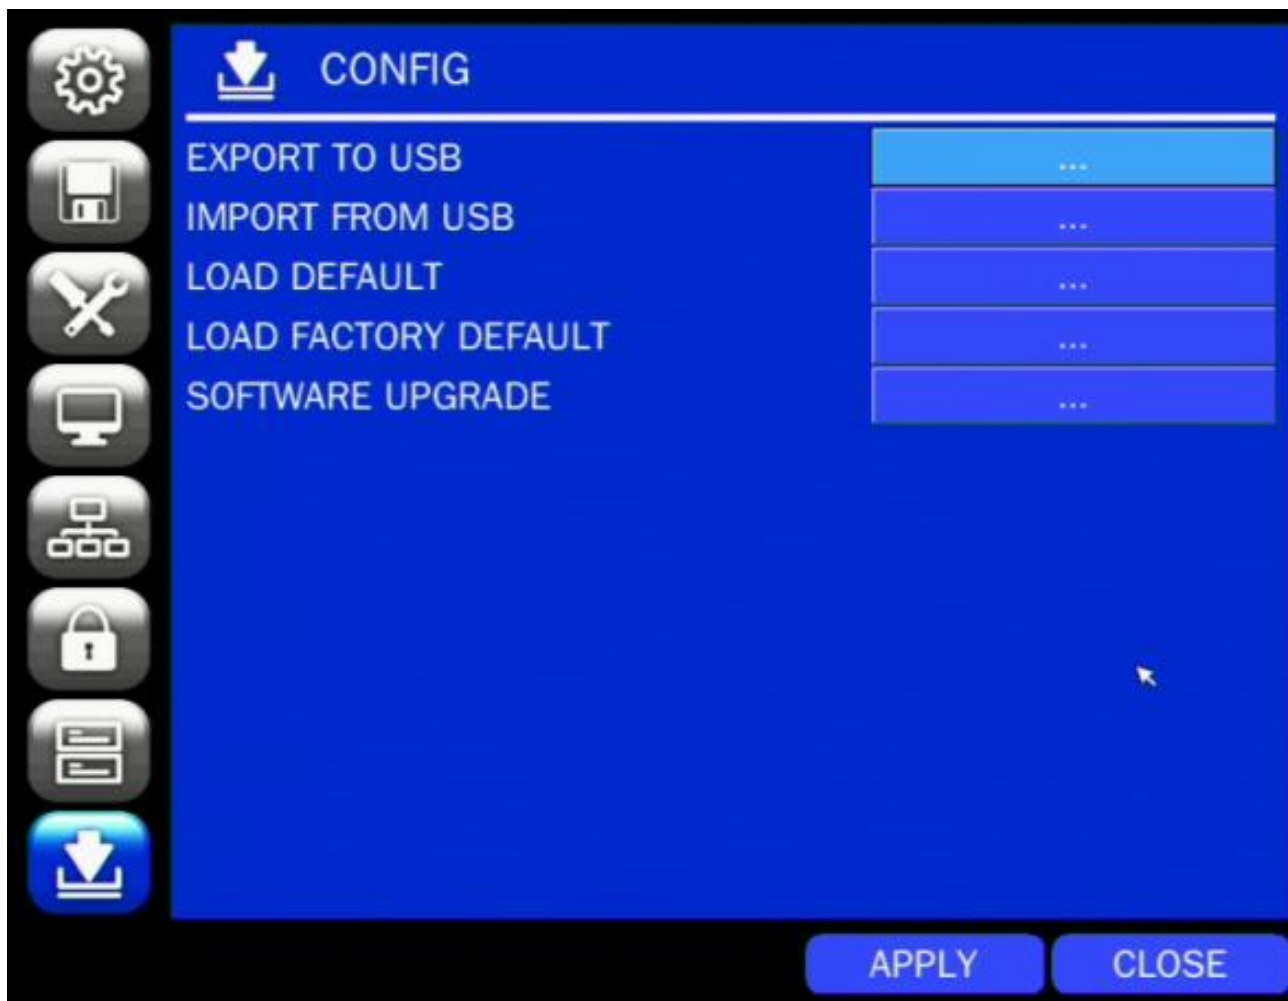 CONFIG
EXPORT TO USB ...
IMPORT FROM USB ...
LOAD DEFAULT ...
LOAD FACTORY DEFAULT ...
SOFTWARE UPGRADE ...
APPLY CLOSE